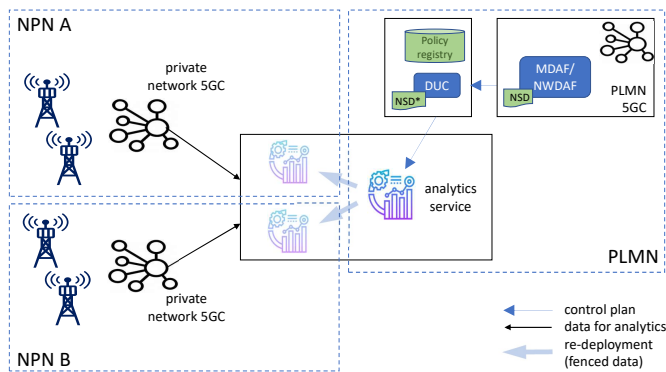 NPN A
private
network 5GC
Policy
registry
DUC
NSD*
MDAF/
NWDAF
NSD
PLMN
5GC
analytics
service
private
network 5GC
NPN B
PLMN
control plan
data for analytics
re-deployment
(fenced data)